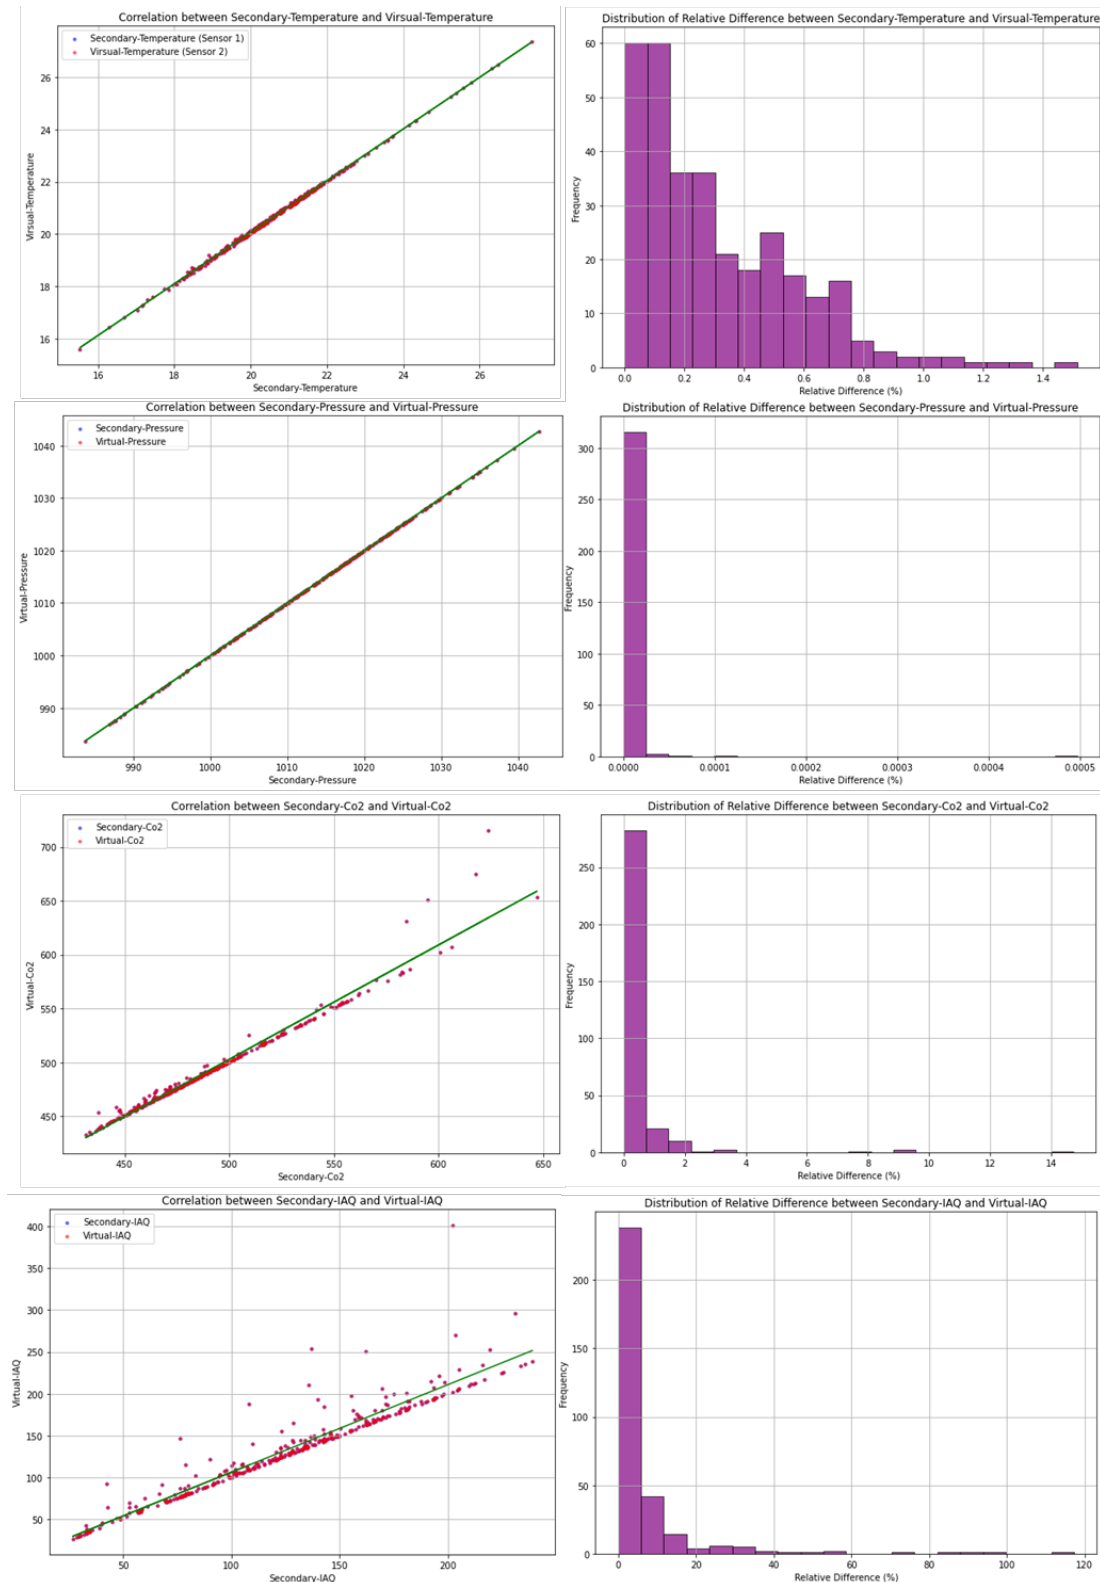 Correlation between Secondary-Temperature and Virsual-Temperature
Secondary-Temperature (Sensor 1)
Virsual-Temperature (Sensor 2)
Virsual-Temperature
26
24
22
20
18
16
16 18 20 22 24 26
Secondary-Temperature
Distribution of Relative Difference between Secondary-Temperature and Virsual-Temperature
Frequency
60
50
40
30
20
10
0
0.0 0.2 0.4 0.6 0.8 1.0 1.2 1.4
Relative Difference (%)
Correlation between Secondary-Pressure and Virtual-Pressure
Secondary-Pressure
Virtual-Pressure
Virtual-Pressure
1040
1030
1020
1010
1000
990
990 1000 1010 1020 1030 1040
Secondary-Pressure
Distribution of Relative Difference between Secondary-Pressure and Virtual-Pressure
Frequency
300
250
200
150
100
50
0
0.0000 0.0001 0.0002 0.0003 0.0004 0.0005
Relative Difference (%)
Correlation between Secondary-Co2 and Virtual-Co2
Secondary-Co2
Virtual-Co2
Virtual-Co2
700
650
600
550
500
450
450 500 550 600 650
Secondary-Co2
Distribution of Relative Difference between Secondary-Co2 and Virtual-Co2
Frequency
250
200
150
100
50
0
0 2 4 6 8 10 12 14
Relative Difference (%)
Correlation between Secondary-IAQ and Virtual-IAQ
Secondary-IAQ
Virtual-IAQ
Virtual-IAQ
400
350
300
250
200
150
100
50
50 100 150 200
Secondary-IAQ
Distribution of Relative Difference between Secondary-IAQ and Virtual-IAQ
Frequency
200
150
100
50
0
0 20 40 60 80 100 120
Relative Difference (%)